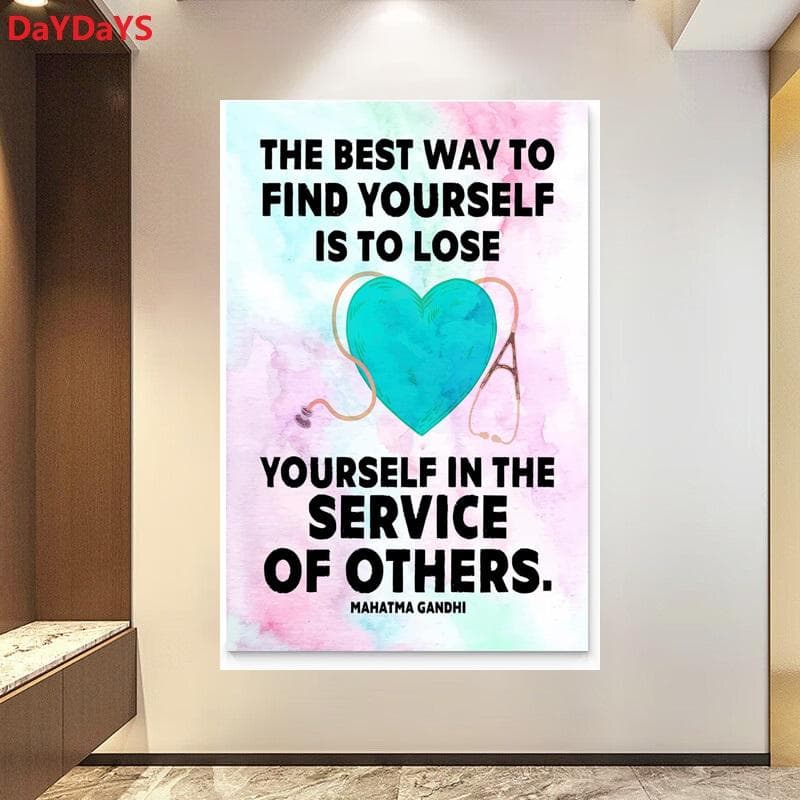 DaYDaYS
THE BEST WAY TO
FIND YOURSELF
IS TO LOSE
YOURSELF IN THE
SERVICE
OF OTHERS.
MAHATMA GANDHI